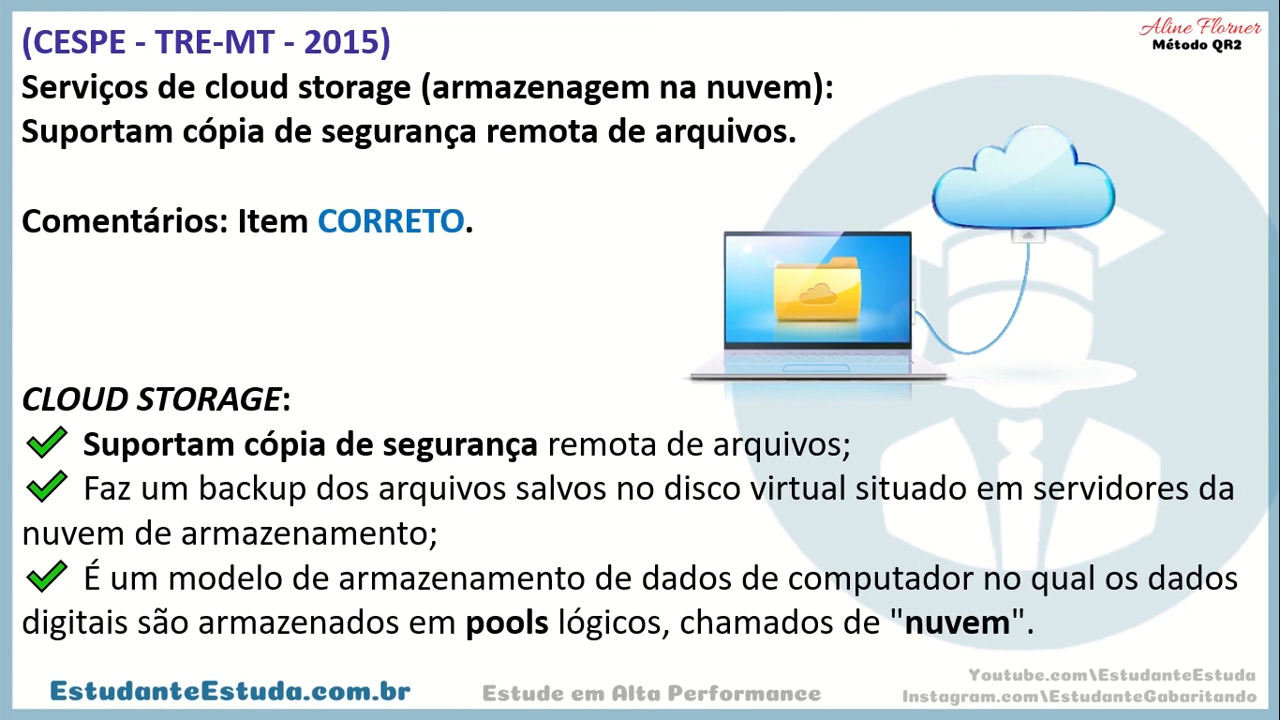 (CESPE - TRE-MT - 2015)
Aline Florner
Método QR2
Serviços de cloud storage (armazenagem na nuvem):
Suportam cópia de segurança remota de arquivos.
Comentários: Item CORRETO.
CLOUD STORAGE:
Suportam cópia de segurança remota de arquivos;
Faz um backup dos arquivos salvos no disco virtual situado em servidores da
nuvem de armazenamento;
É um modelo de armazenamento de dados de computador no qual os dados
digitais são armazenados em pools lógicos, chamados de "nuvem".
EstudanteEstuda.com.br
Estude em Alta Performance
Youtube.com\EstudanteEstuda
Instagram.com\EstudanteGabaritando